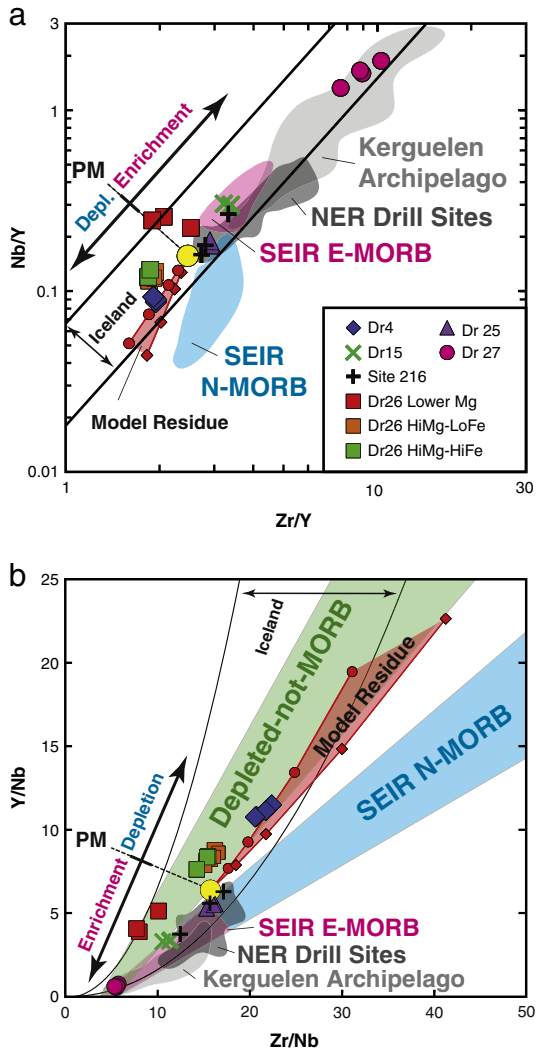 a
3
1
0.1
0.01
1
10
30
Nb/Y
Zr/Y
PM
Depl.
Enrichment
Iceland
Kerguelen
Archipelago
NER Drill Sites
SEIR E-MORB
SEIR
N-MORB
Model Residue
Dr4
Dr 25
Dr15
Dr 27
Site 216
Dr26 Lower Mg
Dr26 HiMg-LoFe
Dr26 HiMg-HiFe
b
25
20
15
10
5
0
0
10
20
30
40
50
Y/Nb
Zr/Nb
Iceland
Depleted-not-MORB
Model Residue
SEIR N-MORB
PM
Enrichment
Depletion
SEIR E-MORB
NER Drill Sites
Kerguelen Archipelago